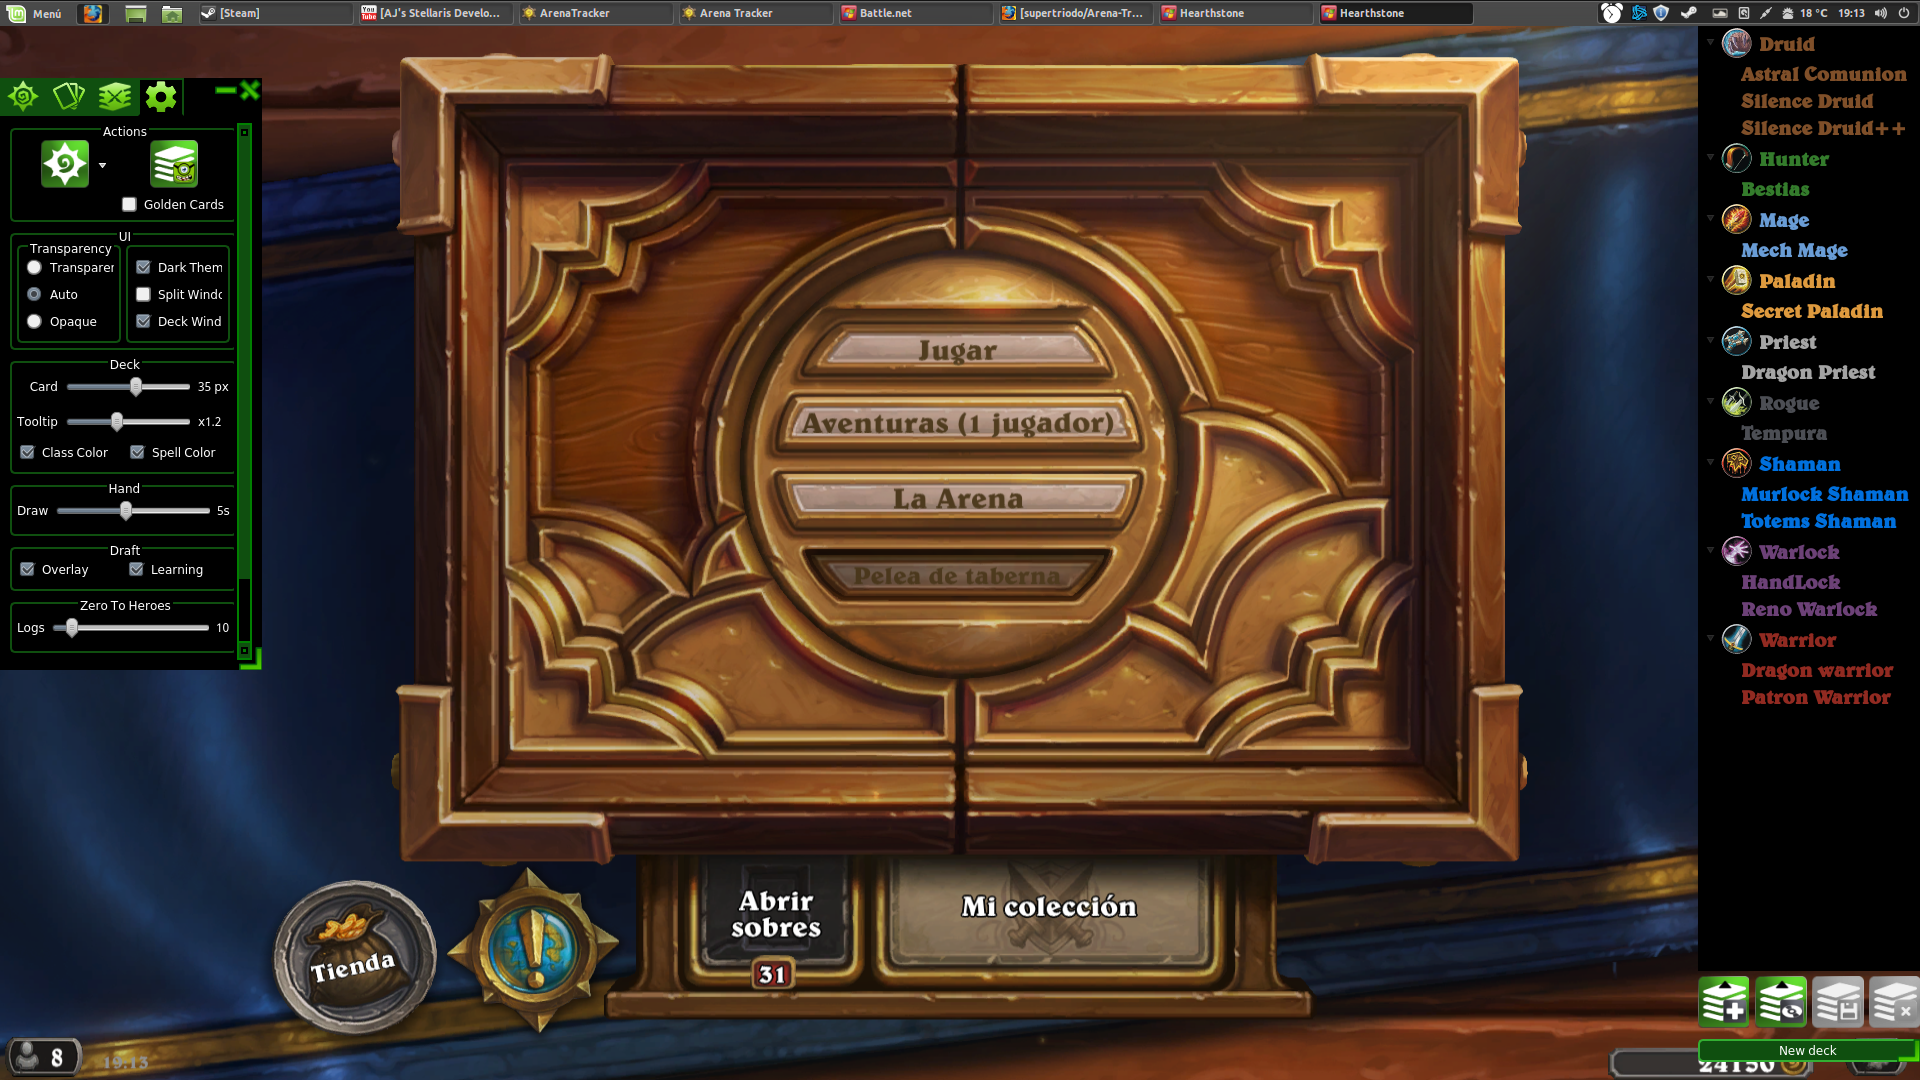 Menú
[Steam]
[AJ's Stellaris Develo...
ArenaTracker
Arena Tracker
Battle.net
[supertriodo/Arena-Tr...
Hearthstone
Hearthstone
18 °C
19:13
Actions
Golden Cards
UI
Transparency
Transparer
Auto
Opaque
Dark Them
Split Windo
Deck Wind
Deck
Card 35 px
Tooltip x1.2
Class Color Spell Color
Hand
Draw 5s
Draft
Overlay Learning
Zero To Heroes
Logs 10
Jugar
Aventuras (1 jugador)
La Arena
Pelea de taberna
Abrir
sobres
31
Mi colección
Tienda
8
19:13
Druid
Astral Comunion
Silence Druid
Silence Druid++
Hunter
Bestias
Mage
Mech Mage
Paladin
Secret Paladin
Priest
Dragon Priest
Rogue
Tempura
Shaman
Murlock Shaman
Totems Shaman
Warlock
HandLock
Reno Warlock
Warrior
Dragon warrior
Patron Warrior
New deck
24150